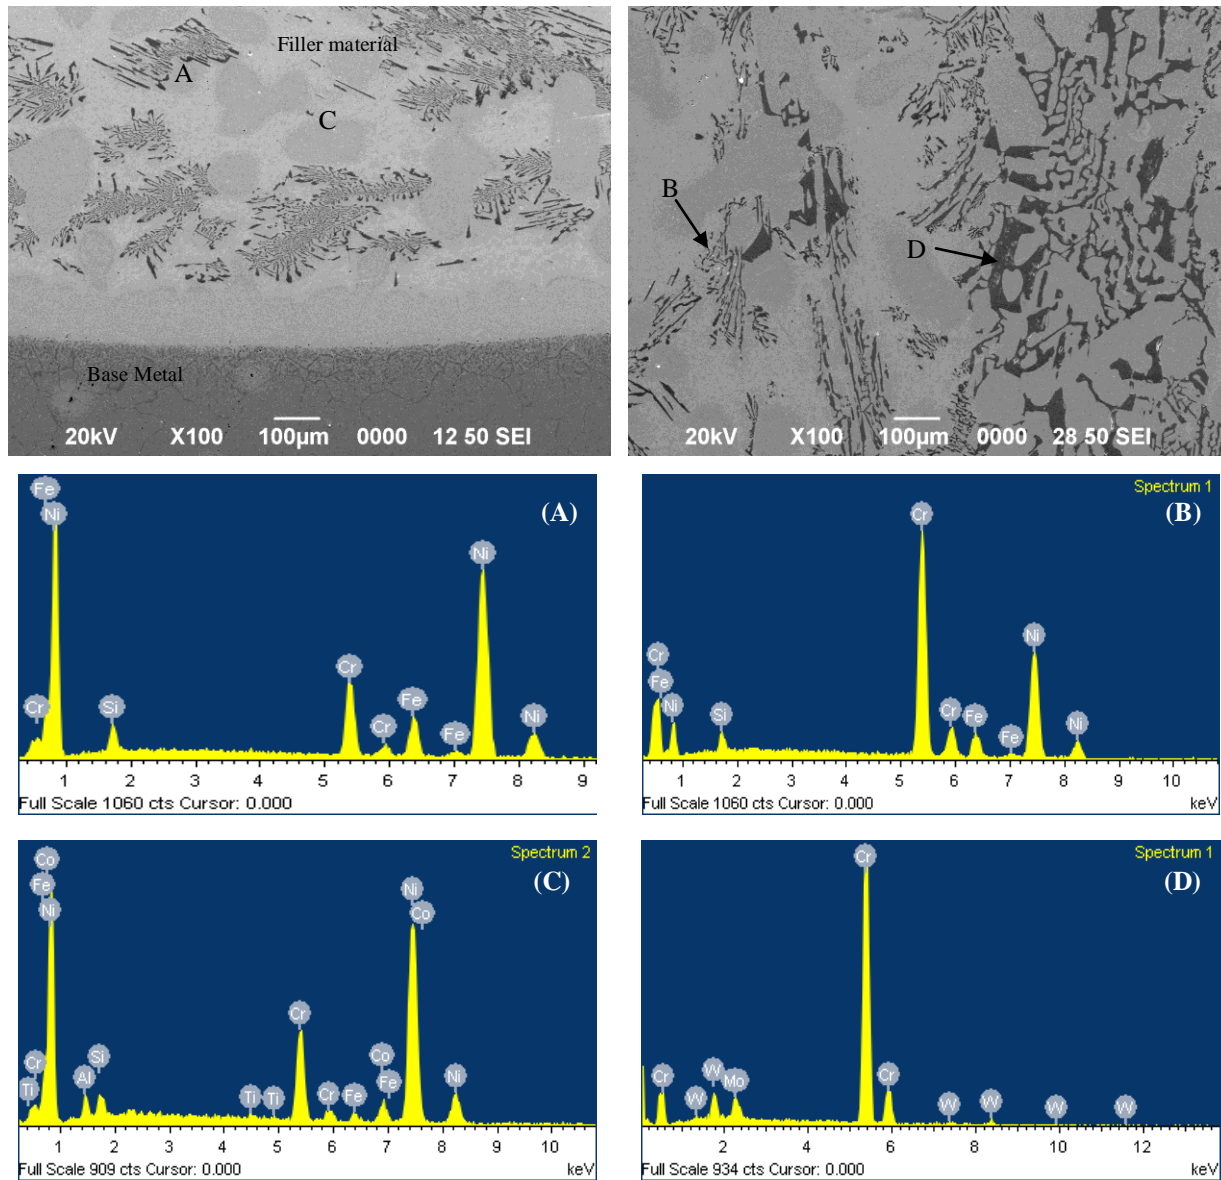 Filler material
A
C
Base Metal
20kV X100 100µm 0000 12 50 SEI
B
D
20kV X100 100µm 0000 28 50 SEI
(A)
Fe
Ni
Ni
Cr
Cr
Si
Fe
Cr
Fe
Ni
1 2 3 4 5 6 7 8 9
Full Scale 1060 cts Cursor: 0.000
Spectrum 1
(B)
Cr
Cr
Fe
Ni
Si
Ni
Cr
Fe
Fe
Ni
1 2 3 4 5 6 7 8 9 10
Full Scale 1060 cts Cursor: 0.000 keV
Spectrum 2
(C)
Co
Fe
Ni
Ni
Co
Cr
Ti
Al
Si
Ti
Ti
Cr
Cr
Fe
Co
Fe
Ni
1 2 3 4 5 6 7 8 9 10
Full Scale 909 cts Cursor: 0.000 keV
Spectrum 1
(D)
Cr
Cr
W
W
Mo
Cr
W
W
W
W
2 4 6 8 10 12
Full Scale 934 cts Cursor: 0.000 keV